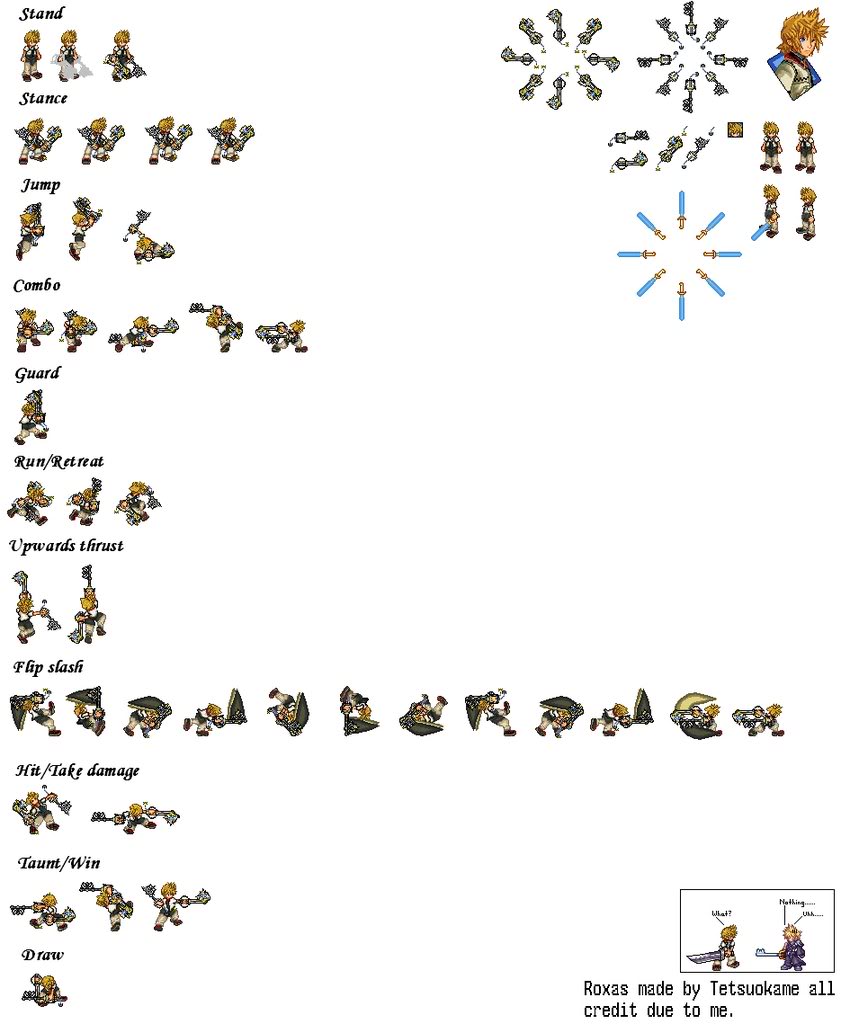 Stand
Stance
Jump
Combo
Guard
Run/Retreat
Upwards thrust
Flip slash
Hit/Take damage
Taunt/Win
Draw
What?
Nothing.....
Uhh....
Roxas made by Tetsuokame all
credit due to me.